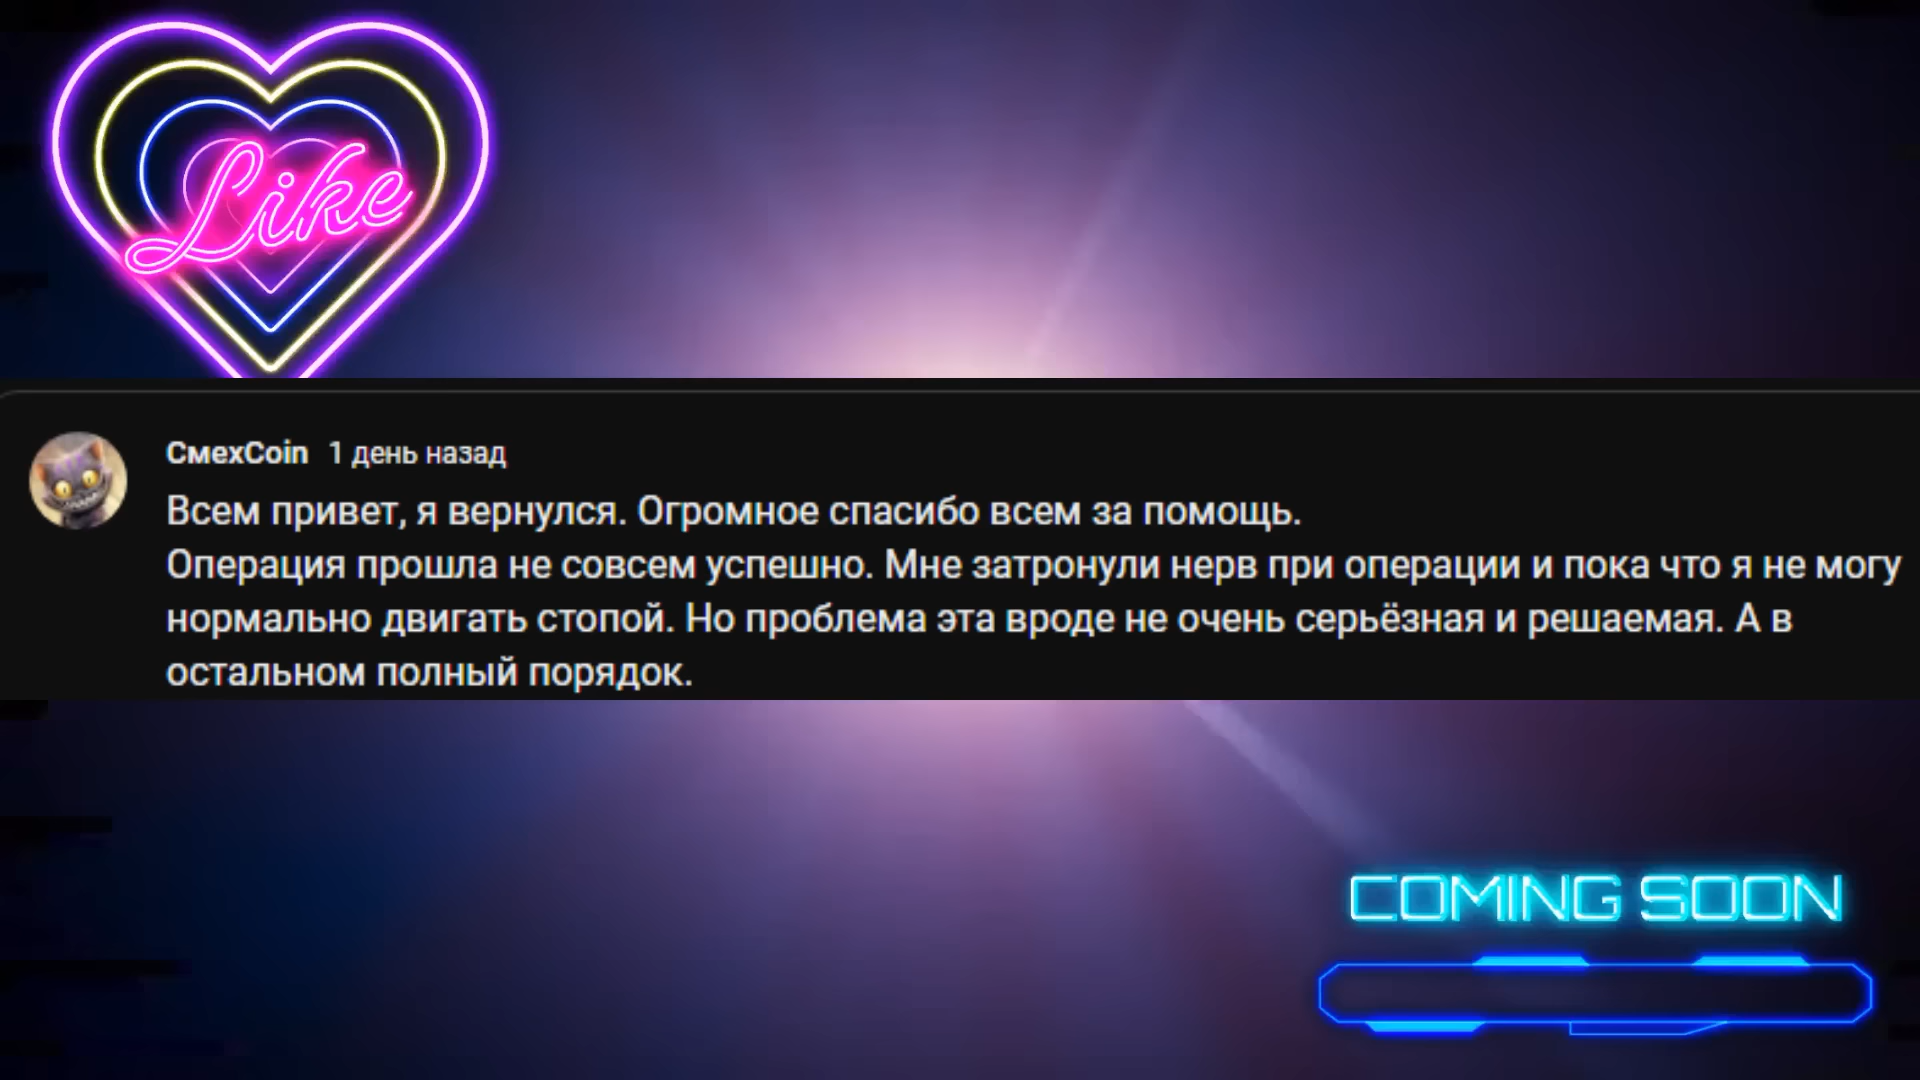 Like
СмехCoin 1 день назад
Всем привет, я вернулся. Огромное спасибо всем за помощь.
Операция прошла не совсем успешно. Мне затронули нерв при операции и пока что я не могу
нормально двигать стопой. Но проблема эта вроде не очень серьёзная и решаемая. А в
остальном полный порядок.
COMING SOON